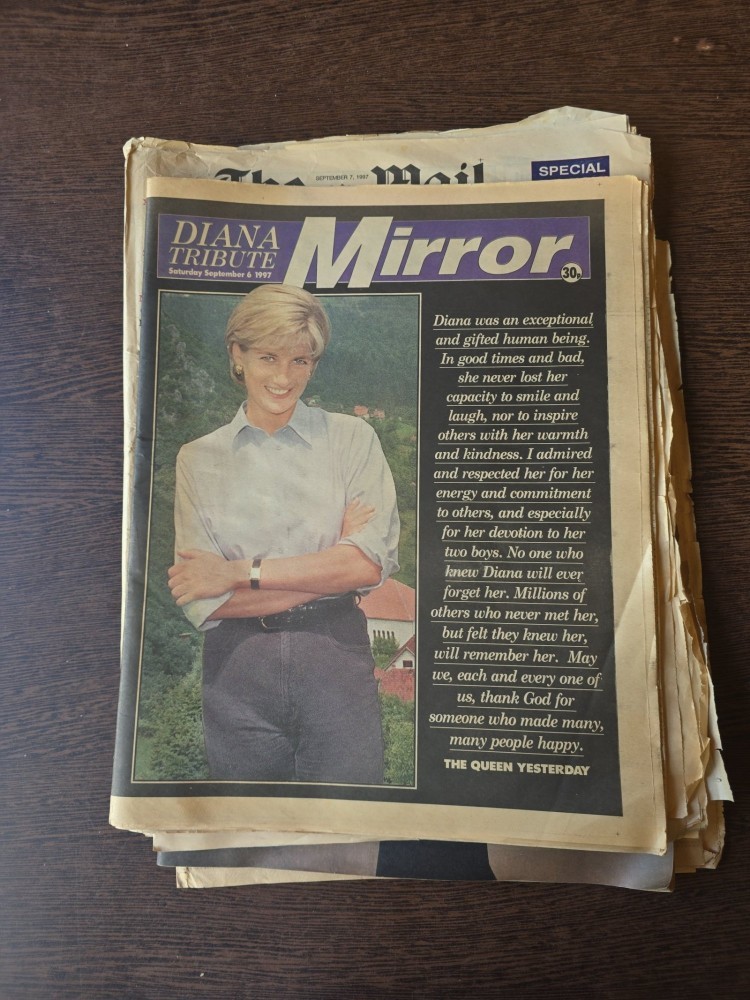 The Mail
SEPTEMBER 7, 1997
SPECIAL
DIANA
TRIBUTE
Saturday September 6 1997
Mirror
30p
Diana was an exceptional
and gifted human being.
In good times and bad,
she never lost her
capacity to smile and
laugh, nor to inspire
others with her warmth
and kindness. I admired
and respected her for her
energy and commitment
to others, and especially
for her devotion to her
two boys. No one who
knew Diana will ever
forget her. Millions of
others who never met her,
but felt they knew her,
will remember her. May
we, each and every one of
us, thank God for
someone who made many,
many people happy.
THE QUEEN YESTERDAY